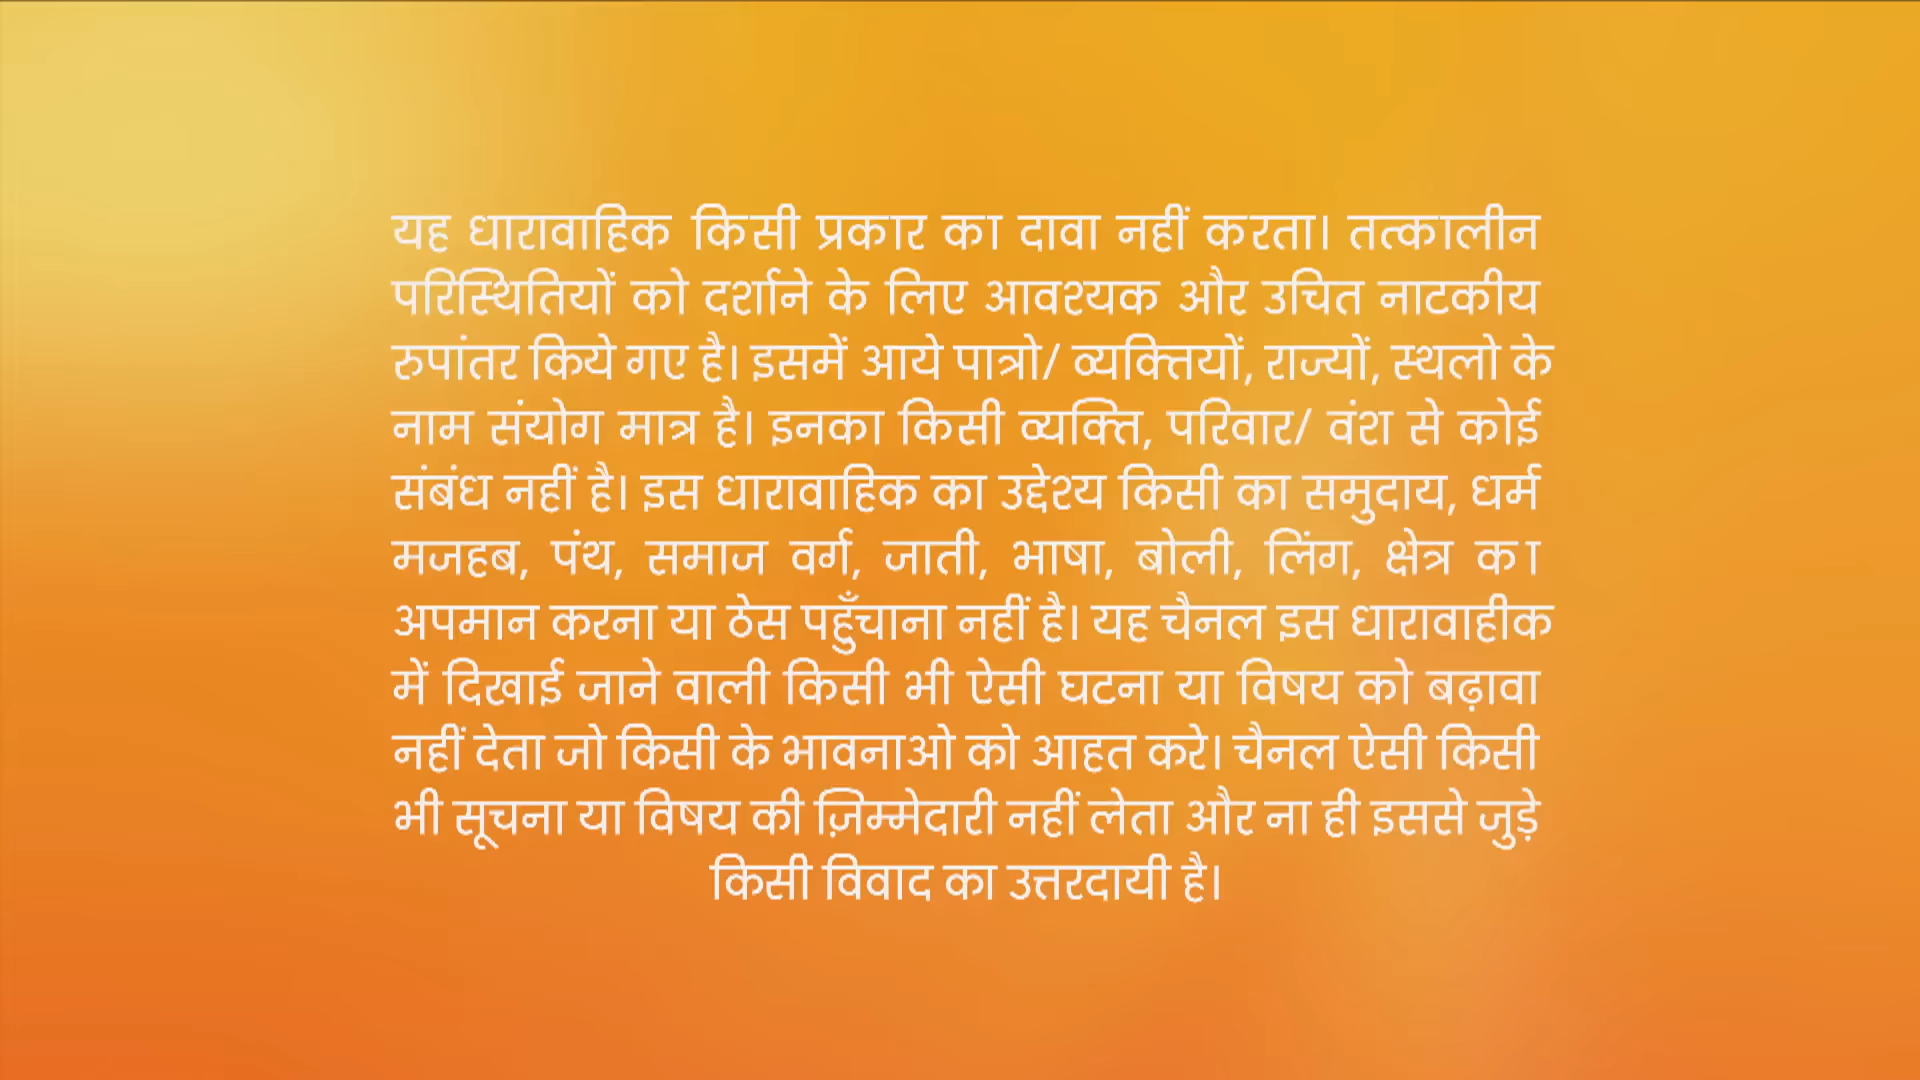 यह धारावाहिक किसी प्रकार का दावा नहीं करता। तत्कालीन
परिस्थितियों को दर्शाने के लिए आवश्यक और उचित नाटकीय
रुपांतर किये गए है। इसमें आये पात्रो/ व्यक्तियों, राज्यों, स्थलो के
नाम संयोग मात्र है। इनका किसी व्यक्ति, परिवार/ वंश से कोई
संबंध नहीं है। इस धारावाहिक का उद्देश्य किसी का समुदाय, धर्म
मजहब, पंथ, समाज वर्ग, जाती, भाषा, बोली, लिंग, क्षेत्र का
अपमान करना या ठेस पहुँचाना नहीं है। यह चैनल इस धारावाहीक
में दिखाई जाने वाली किसी भी ऐसी घटना या विषय को बढ़ावा
नहीं देता जो किसी के भावनाओ को आहत करे। चैनल ऐसी किसी
भी सूचना या विषय की ज़िम्मेदारी नहीं लेता और ना ही इससे जुड़े
किसी विवाद का उत्तरदायी है।